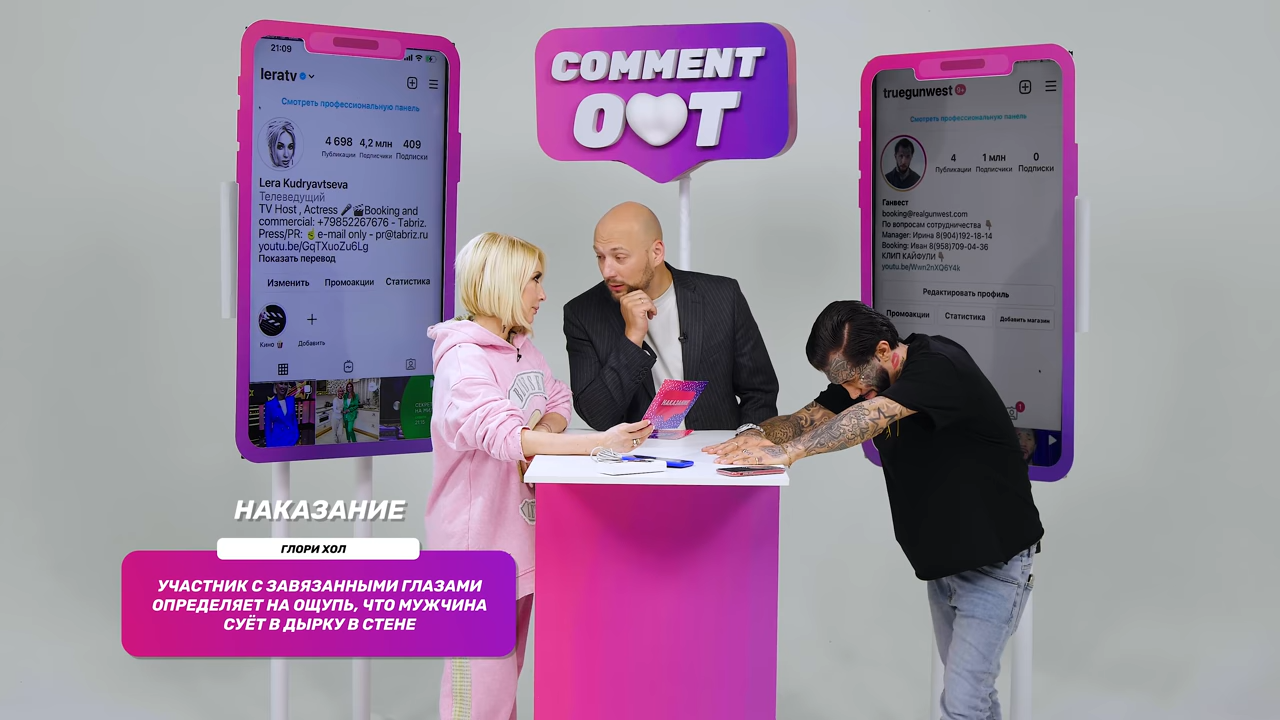 21:09
leratv
Смотреть профессиональную панель
4 698
4,2 млн
409
Публикации
Подписчики
Подписки
Lera Kudryavtseva
Телеведущий
TV Host , Actress 🎤🎬Booking and
commercial: +79852267676 - Tabriz.
Press/PR: ☝️e-mail only - pr@tabriz.ru
youtu.be/GqTXuoZu6Lg
Показать перевод
Изменить
Промоакции
Статистика
Кино 🍿
Добавить
COMMENT
OUT
truegunwest
9+
Смотреть профессиональную панель
4
1 млн
0
Публикации
Подписчики
Подписки
Ганвест
booking@realgunwest.com
По вопросам сотрудничества 👇
Manager: Ирина 8(904)192-18-14
Booking: Иван 8(958)709-04-36
КЛИП КАЙФУЛИ 👇
youtu.be/Wwn2nXQ6Y4k
Редактировать профиль
Промоакции
Статистика
Добавить магазин
1
НАКАЗАНИЕ
НАКАЗАНИЕ
ГЛОРИ ХОЛ
УЧАСТНИК С ЗАВЯЗАННЫМИ ГЛАЗАМИ
ОПРЕДЕЛЯЕТ НА ОЩУПЬ, ЧТО МУЖЧИНА
СУЁТ В ДЫРКУ В СТЕНЕ